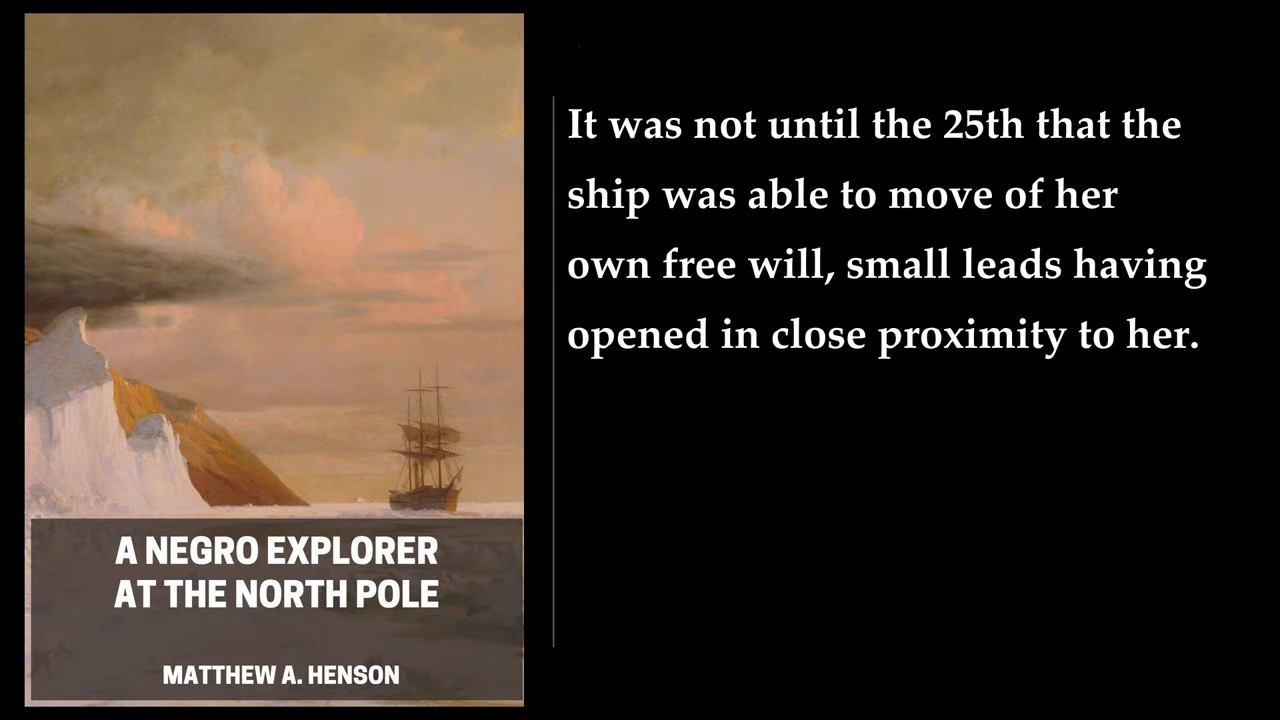 A NEGRO EXPLORER
AT THE NORTH POLE
MATTHEW A. HENSON
It was not until the 25th that the
ship was able to move of her
own free will, small leads having
opened in close proximity to her.